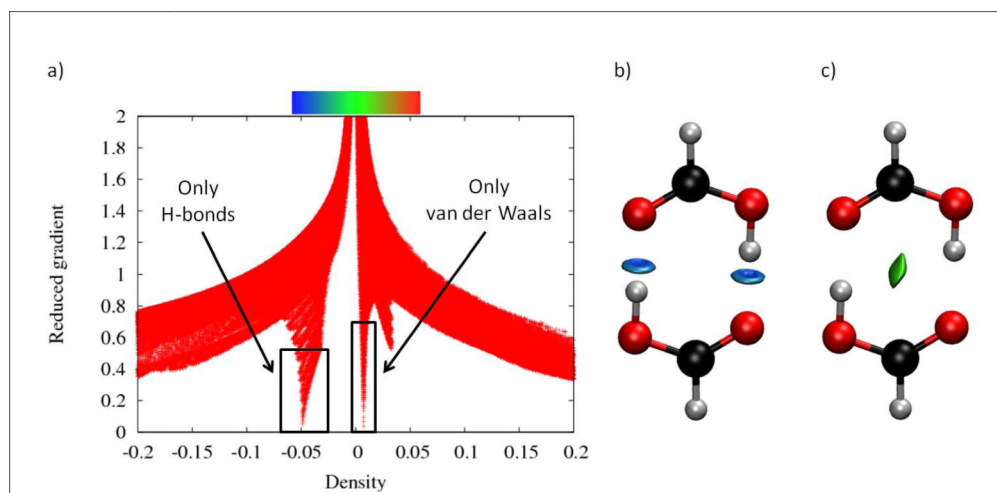 a)
b)
c)
2
1.8
1.6
1.4
1.2
1
0.8
0.6
0.4
0.2
0
Reduced gradient
Only
H-bonds
Only
van der Waals
-0.2 -0.15 -0.1 -0.05 0 0.05 0.1 0.15 0.2
Density